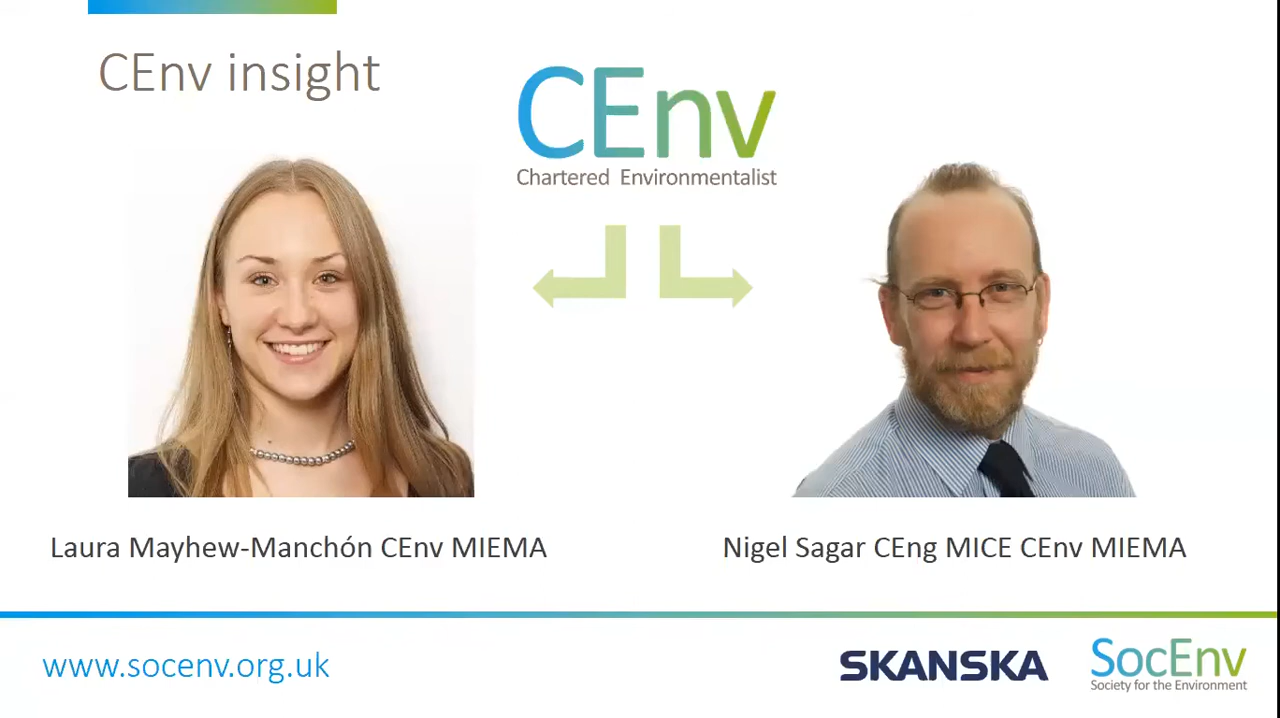 CEnv insight
CEnv
Chartered Environmentalist
Laura Mayhew-Manchón CEnv MIEMA
Nigel Sagar CEng MICE CEnv MIEMA
www.socenv.org.uk
SKANSKA
SocEnv
Society for the Environment